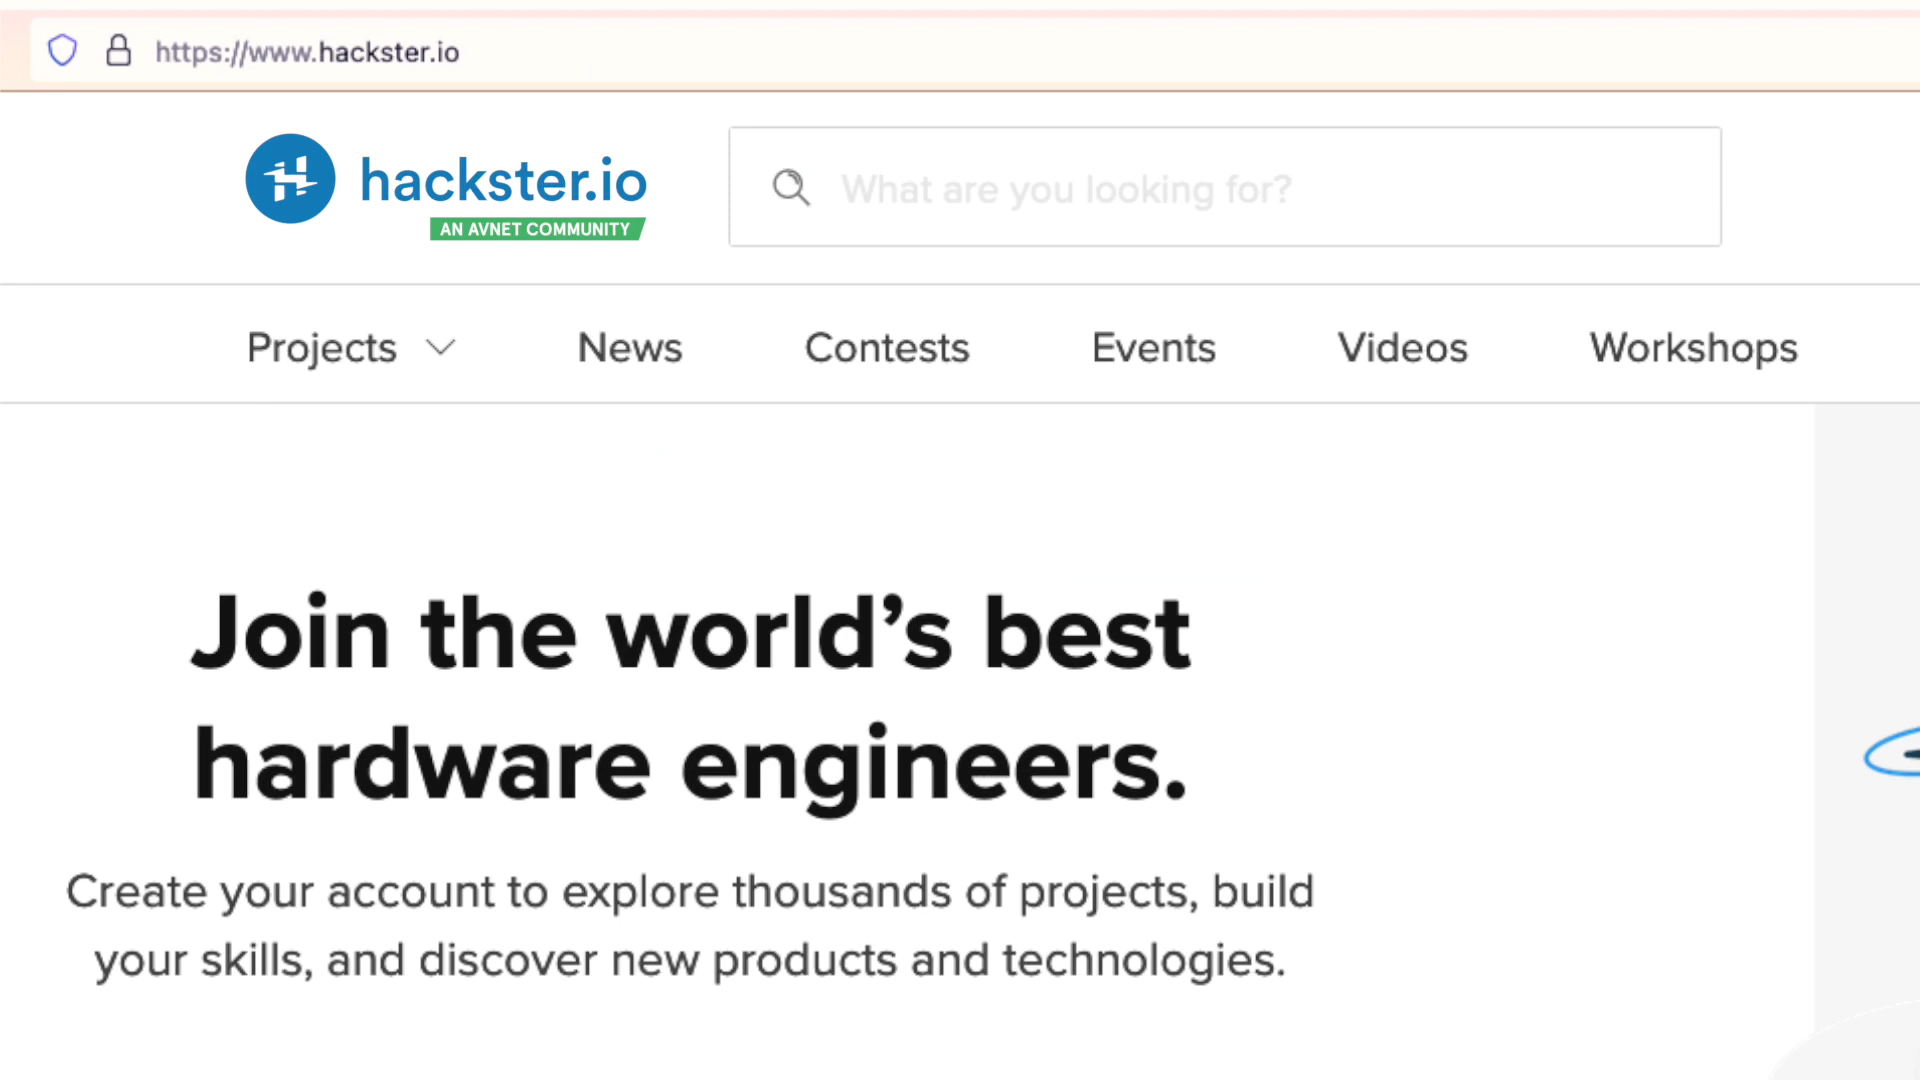 https://www.hackster.io
hackster.io
AN AVNET COMMUNITY
What are you looking for?
Projects News Contests Events Videos Workshops
Join the world’s best
hardware engineers.
Create your account to explore thousands of projects, build
your skills, and discover new products and technologies.